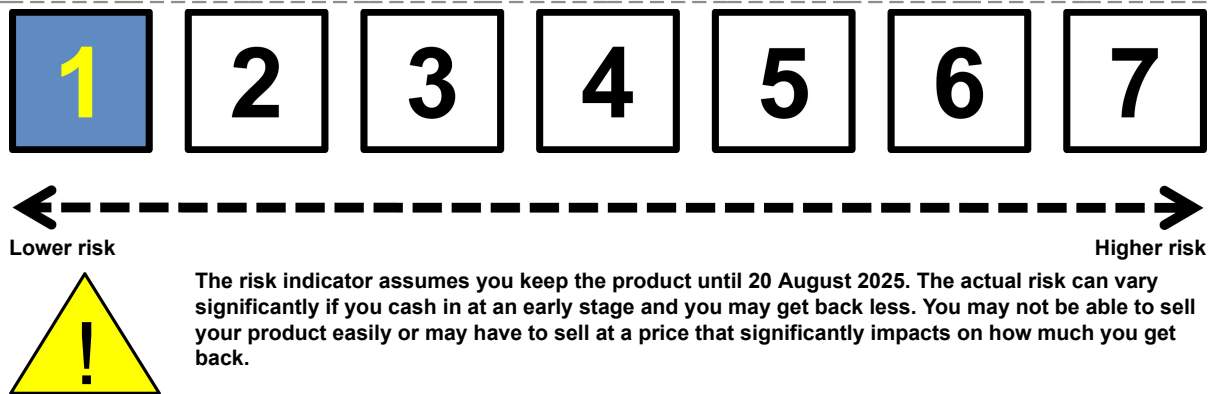 1 2 3 4 5 6 7
Lower risk Higher risk
!
The risk indicator assumes you keep the product until 20 August 2025. The actual risk can vary
significantly if you cash in at an early stage and you may get back less. You may not be able to sell
your product easily or may have to sell at a price that significantly impacts on how much you get
back.